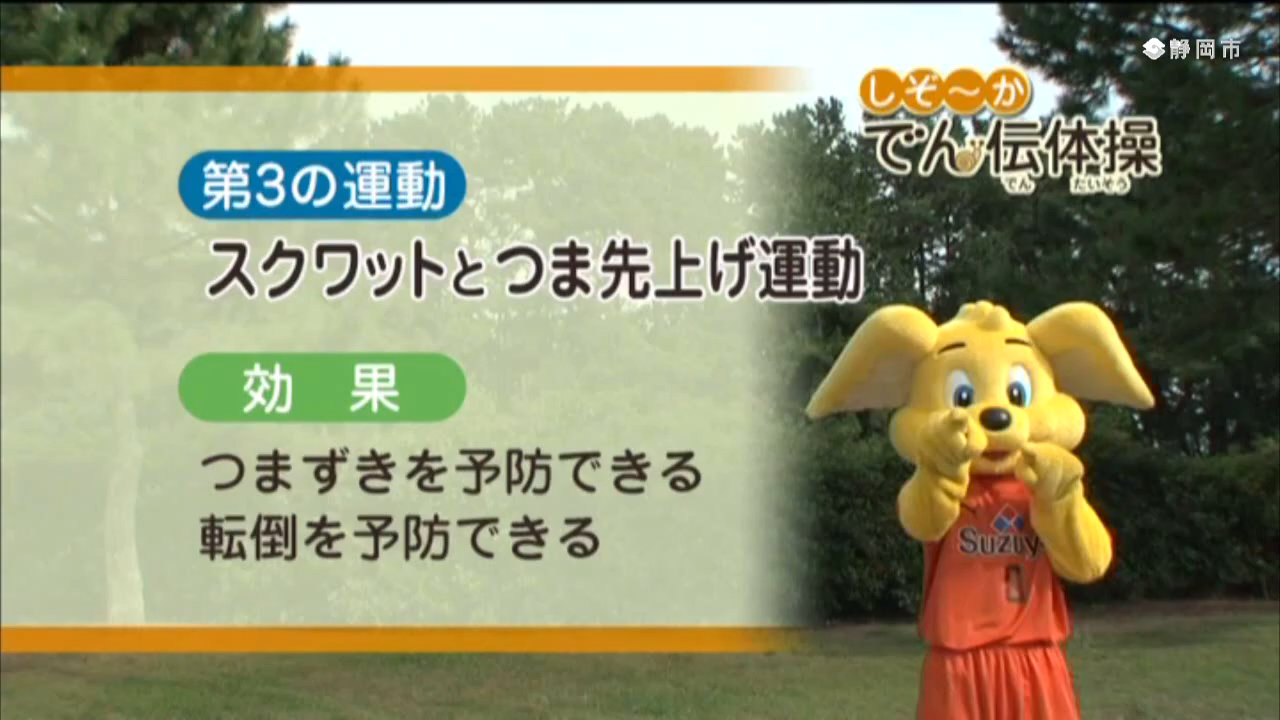 静岡市
しぞ～か
でん伝体操
でん たいそう
第3の運動
スクワットとつま先上げ運動
効 果
つまずきを予防できる
転倒を予防できる